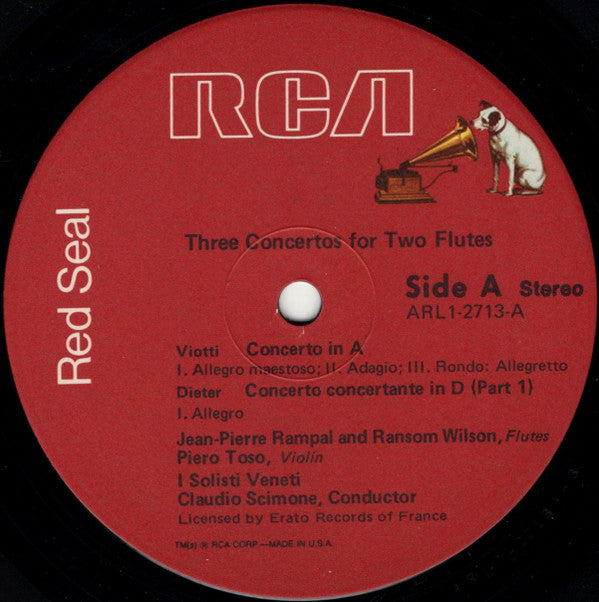 RCA
Red Seal
Three Concertos for Two Flutes
Side A Stereo
ARL1-2713-A
Viotti Concerto in A
I. Allegro maestoso; II. Adagio; III. Rondo: Allegretto
Dieter Concerto concertante in D (Part 1)
I. Allegro
Jean-Pierre Rampal and Ransom Wilson, Flutes
Piero Toso, Violin
I Solisti Veneti
Claudio Scimone, Conductor
Licensed by Erato Records of France
TM(s) ® RCA CORP.—MADE IN U.S.A.